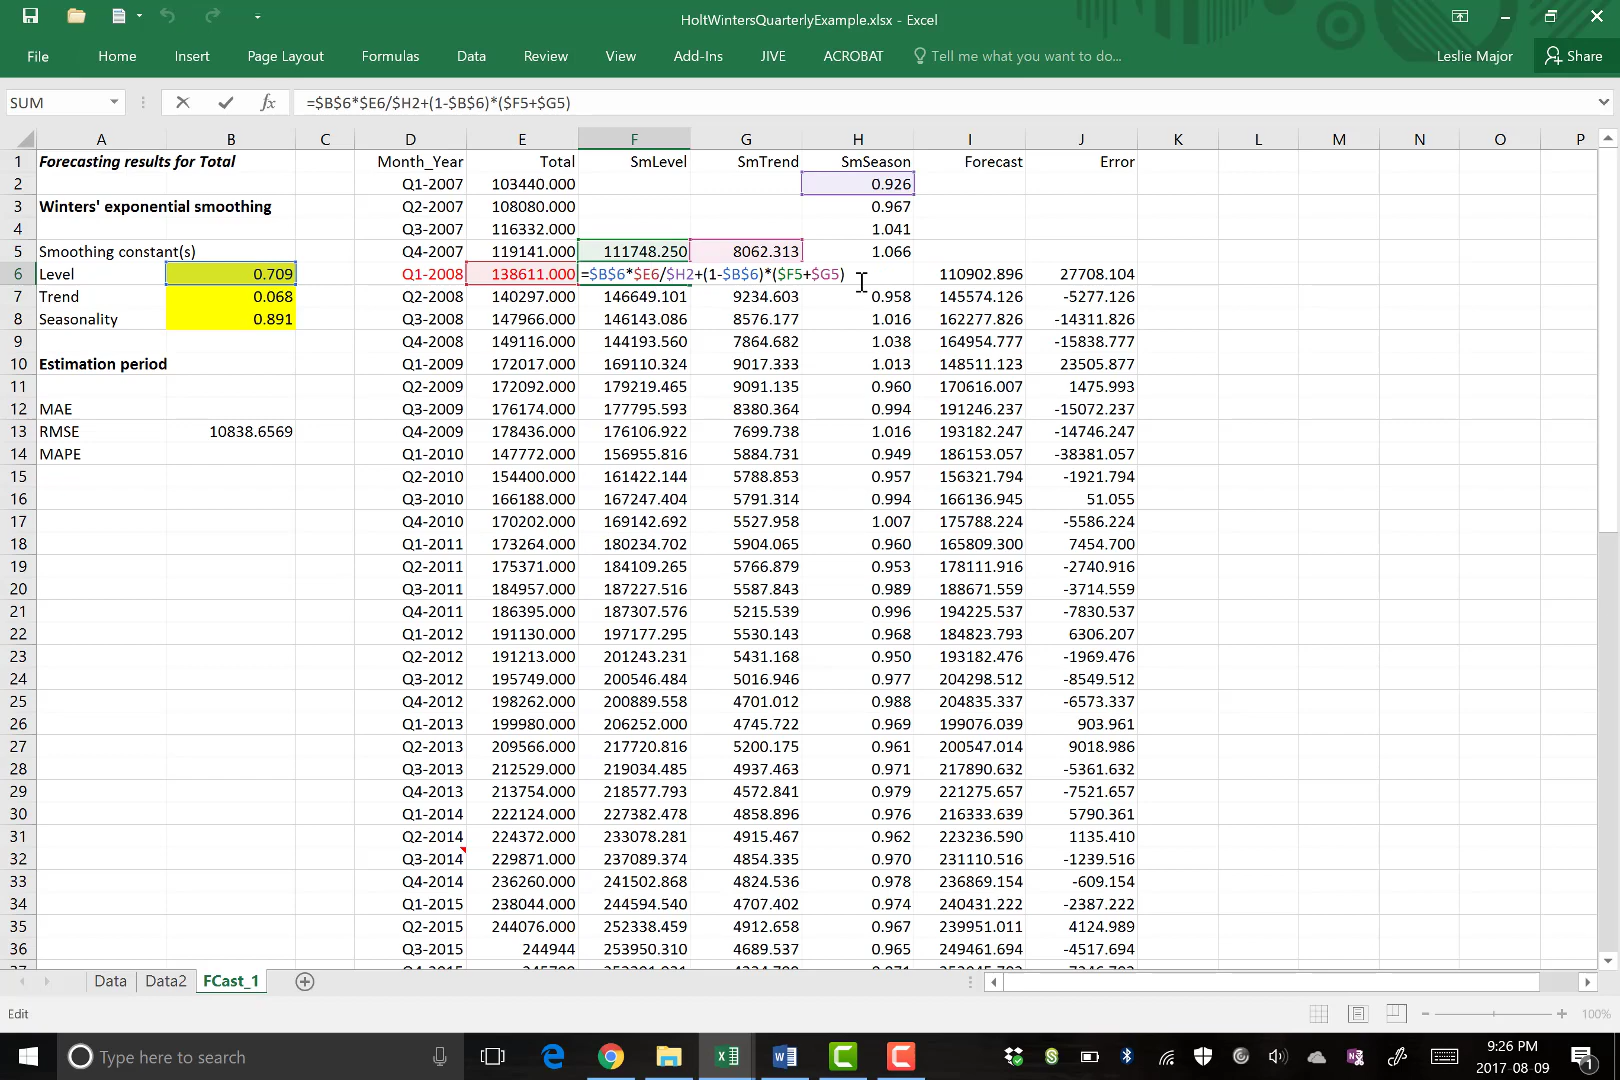 HoltWintersQuarterlyExample.xlsx - Excel
File Home Insert Page Layout Formulas Data Review View Add-Ins JIVE ACROBAT Tell me what you want to do... Leslie Major Share
SUM fx =$B$6*$E6/$H2+(1-$B$6)*($F5+$G5)
A B C D E F G H I J K L M N O P
1 Forecasting results for Total Month_Year Total SmLevel SmTrend SmSeason Forecast Error
2 Q1-2007 103440.000 0.926
3 Winters' exponential smoothing Q2-2007 108080.000 0.967
4 Q3-2007 116332.000 1.041
5 Smoothing constant(s) Q4-2007 119141.000 111748.250 8062.313 1.066
6 Level 0.709 Q1-2008 138611.000 =$B$6*$E6/$H2+(1-$B$6)*($F5+$G5) 110902.896 27708.104
7 Trend 0.068 Q2-2008 140297.000 146649.101 9234.603 0.958 145574.126 -5277.126
8 Seasonality 0.891 Q3-2008 147966.000 146143.086 8576.177 1.016 162277.826 -14311.826
9 Q4-2008 149116.000 144193.560 7864.682 1.038 164954.777 -15838.777
10 Estimation period Q1-2009 172017.000 169110.324 9017.333 1.013 148511.123 23505.877
11 Q2-2009 172092.000 179219.465 9091.135 0.960 170616.007 1475.993
12 MAE Q3-2009 176174.000 177795.593 8380.364 0.994 191246.237 -15072.237
13 RMSE 10838.6569 Q4-2009 178436.000 176106.922 7699.738 1.016 193182.247 -14746.247
14 MAPE Q1-2010 147772.000 156955.816 5884.731 0.949 186153.057 -38381.057
15 Q2-2010 154400.000 161422.144 5788.853 0.957 156321.794 -1921.794
16 Q3-2010 166188.000 167247.404 5791.314 0.994 166136.945 51.055
17 Q4-2010 170202.000 169142.692 5527.958 1.007 175788.224 -5586.224
18 Q1-2011 173264.000 180234.702 5904.065 0.960 165809.300 7454.700
19 Q2-2011 175371.000 184109.265 5766.879 0.953 178111.916 -2740.916
20 Q3-2011 184957.000 187227.516 5587.843 0.989 188671.559 -3714.559
21 Q4-2011 186395.000 187307.576 5215.539 0.996 194225.537 -7830.537
22 Q1-2012 191130.000 197177.295 5530.143 0.968 184823.793 6306.207
23 Q2-2012 191213.000 201243.231 5431.168 0.950 193182.476 -1969.476
24 Q3-2012 195749.000 200546.484 5016.946 0.977 204298.512 -8549.512
25 Q4-2012 198262.000 200889.558 4701.012 0.988 204835.337 -6573.337
26 Q1-2013 199980.000 206252.000 4745.722 0.969 199076.039 903.961
27 Q2-2013 209566.000 217720.816 5200.175 0.961 200547.014 9018.986
28 Q3-2013 212529.000 219034.485 4937.463 0.971 217890.632 -5361.632
29 Q4-2013 213754.000 218577.793 4572.841 0.979 221275.657 -7521.657
30 Q1-2014 222124.000 227382.478 4858.896 0.976 216333.639 5790.361
31 Q2-2014 224372.000 233078.281 4915.467 0.962 223236.590 1135.410
32 Q3-2014 229871.000 237089.374 4854.335 0.970 231110.516 -1239.516
33 Q4-2014 236260.000 241502.868 4824.536 0.978 236869.154 -609.154
34 Q1-2015 238044.000 244594.540 4707.402 0.974 240431.222 -2387.222
35 Q2-2015 244076.000 252338.459 4912.658 0.967 239951.011 4124.989
36 Q3-2015 244944 253950.310 4689.537 0.965 249461.694 -4517.694
Data Data2 FCast_1
Edit 100%
Type here to search 9:26 PM
2017-08-09